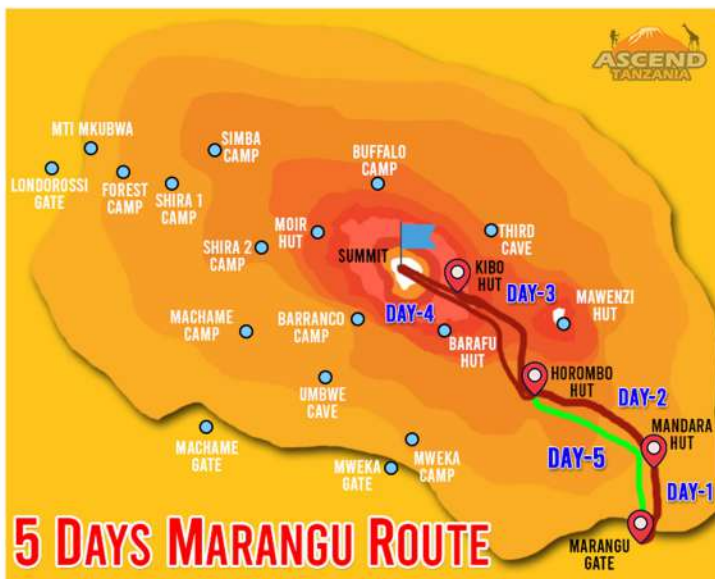 ASCEND
TANZANIA
MTI MKUBWA
LONDOROSSI
GATE
FOREST
CAMP
SHIRA 1
CAMP
SIMBA
CAMP
BUFFALO
CAMP
MOIR
HUT
SHIRA 2
CAMP
SUMMIT
THIRD
CAVE
KIBO
HUT
DAY-3
MAWENZI
HUT
DAY-4
MACHAME
CAMP
BARRANCO
CAMP
BARAFU
HUT
UMBWE
CAVE
HOROMBO
HUT
DAY-2
MANDARA
HUT
MACHAME
GATE
MWEKA
GATE
MWEKA
CAMP
DAY-5
DAY-1
MARANGU
GATE
5 DAYS MARANGU ROUTE